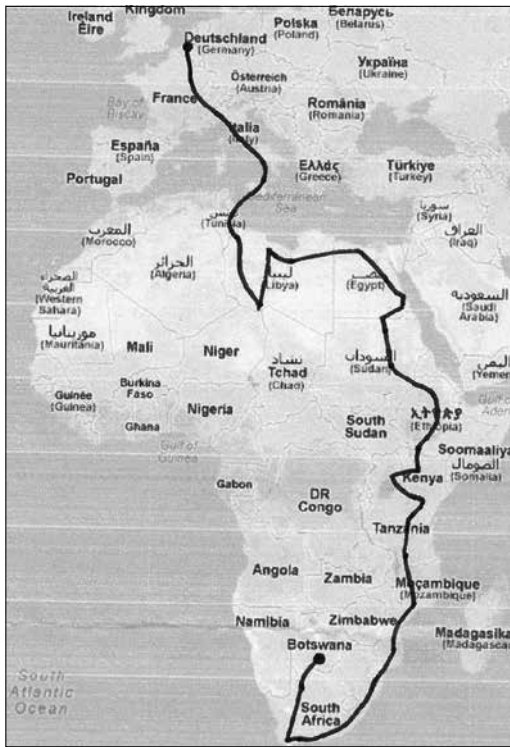 Ireland
Éire
Kingdom
Беларусь
(Belarus)
Polska
(Poland)
Deutschland
(Germany)
Україна
(Ukraine)
Österreich
(Austria)
Bay of
Biscay
France
România
(Romania)
Italia
(Italy)
España
(Spain)
Ελλάς
(Greece)
Türkiye
(Turkey)
Portugal
Sea
سوريا
(Syria)
(Tunisia)
المغرب
(Morocco)
العراق
(Iraq)
الجزائر
(Algeria)
ليبيا
(Libya)
(Egypt)
الصحراء
الغربية
(Western
Sahara)
السعودية
(Saudi
Arabia)
موريتانيا
(Mauritania)
Mali
Niger
تشاد
Tchad
(Chad)
السودان
(Sudan)
اليمن
(Yemen
Guinée
(Guinea)
Burkina
Faso
Nigeria
ኢትዮጵያ
(Ethiopia)
Gulf of
Aden
Ghana
South
Sudan
Gulf of
Guinea
Soomaaliya
الصومال
(Somalia)
Gabon
Kenya
DR
Congo
Tanzania
Angola
Zambia
Moçambique
(Mozambique)
Namibia
Zimbabwe
Madagasika
(Madagascar
Botswana
South
Atlantic
Ocean
South
Africa